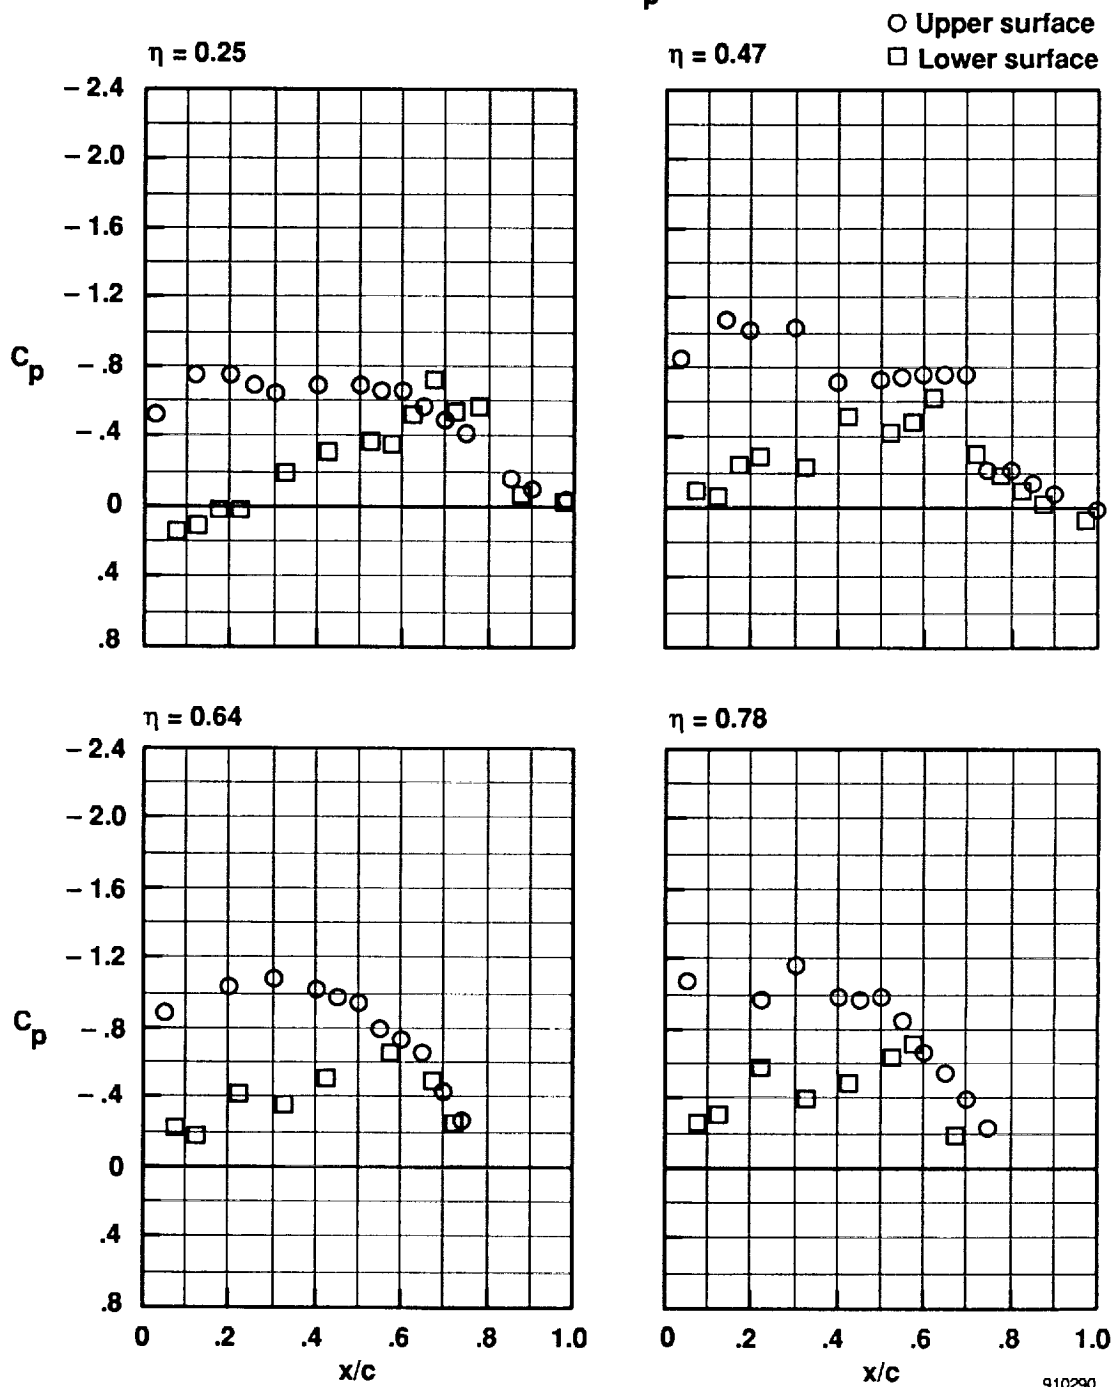 p
○ Upper surface
□ Lower surface
η = 0.25
η = 0.47
– 2.4
– 2.0
– 1.6
– 1.2
– .8
– .4
0
.4
.8
Cp
η = 0.64
η = 0.78
– 2.4
– 2.0
– 1.6
– 1.2
– .8
– .4
0
.4
.8
Cp
0 .2 .4 .6 .8 1.0
x/c
0 .2 .4 .6 .8 1.0
x/c
910290